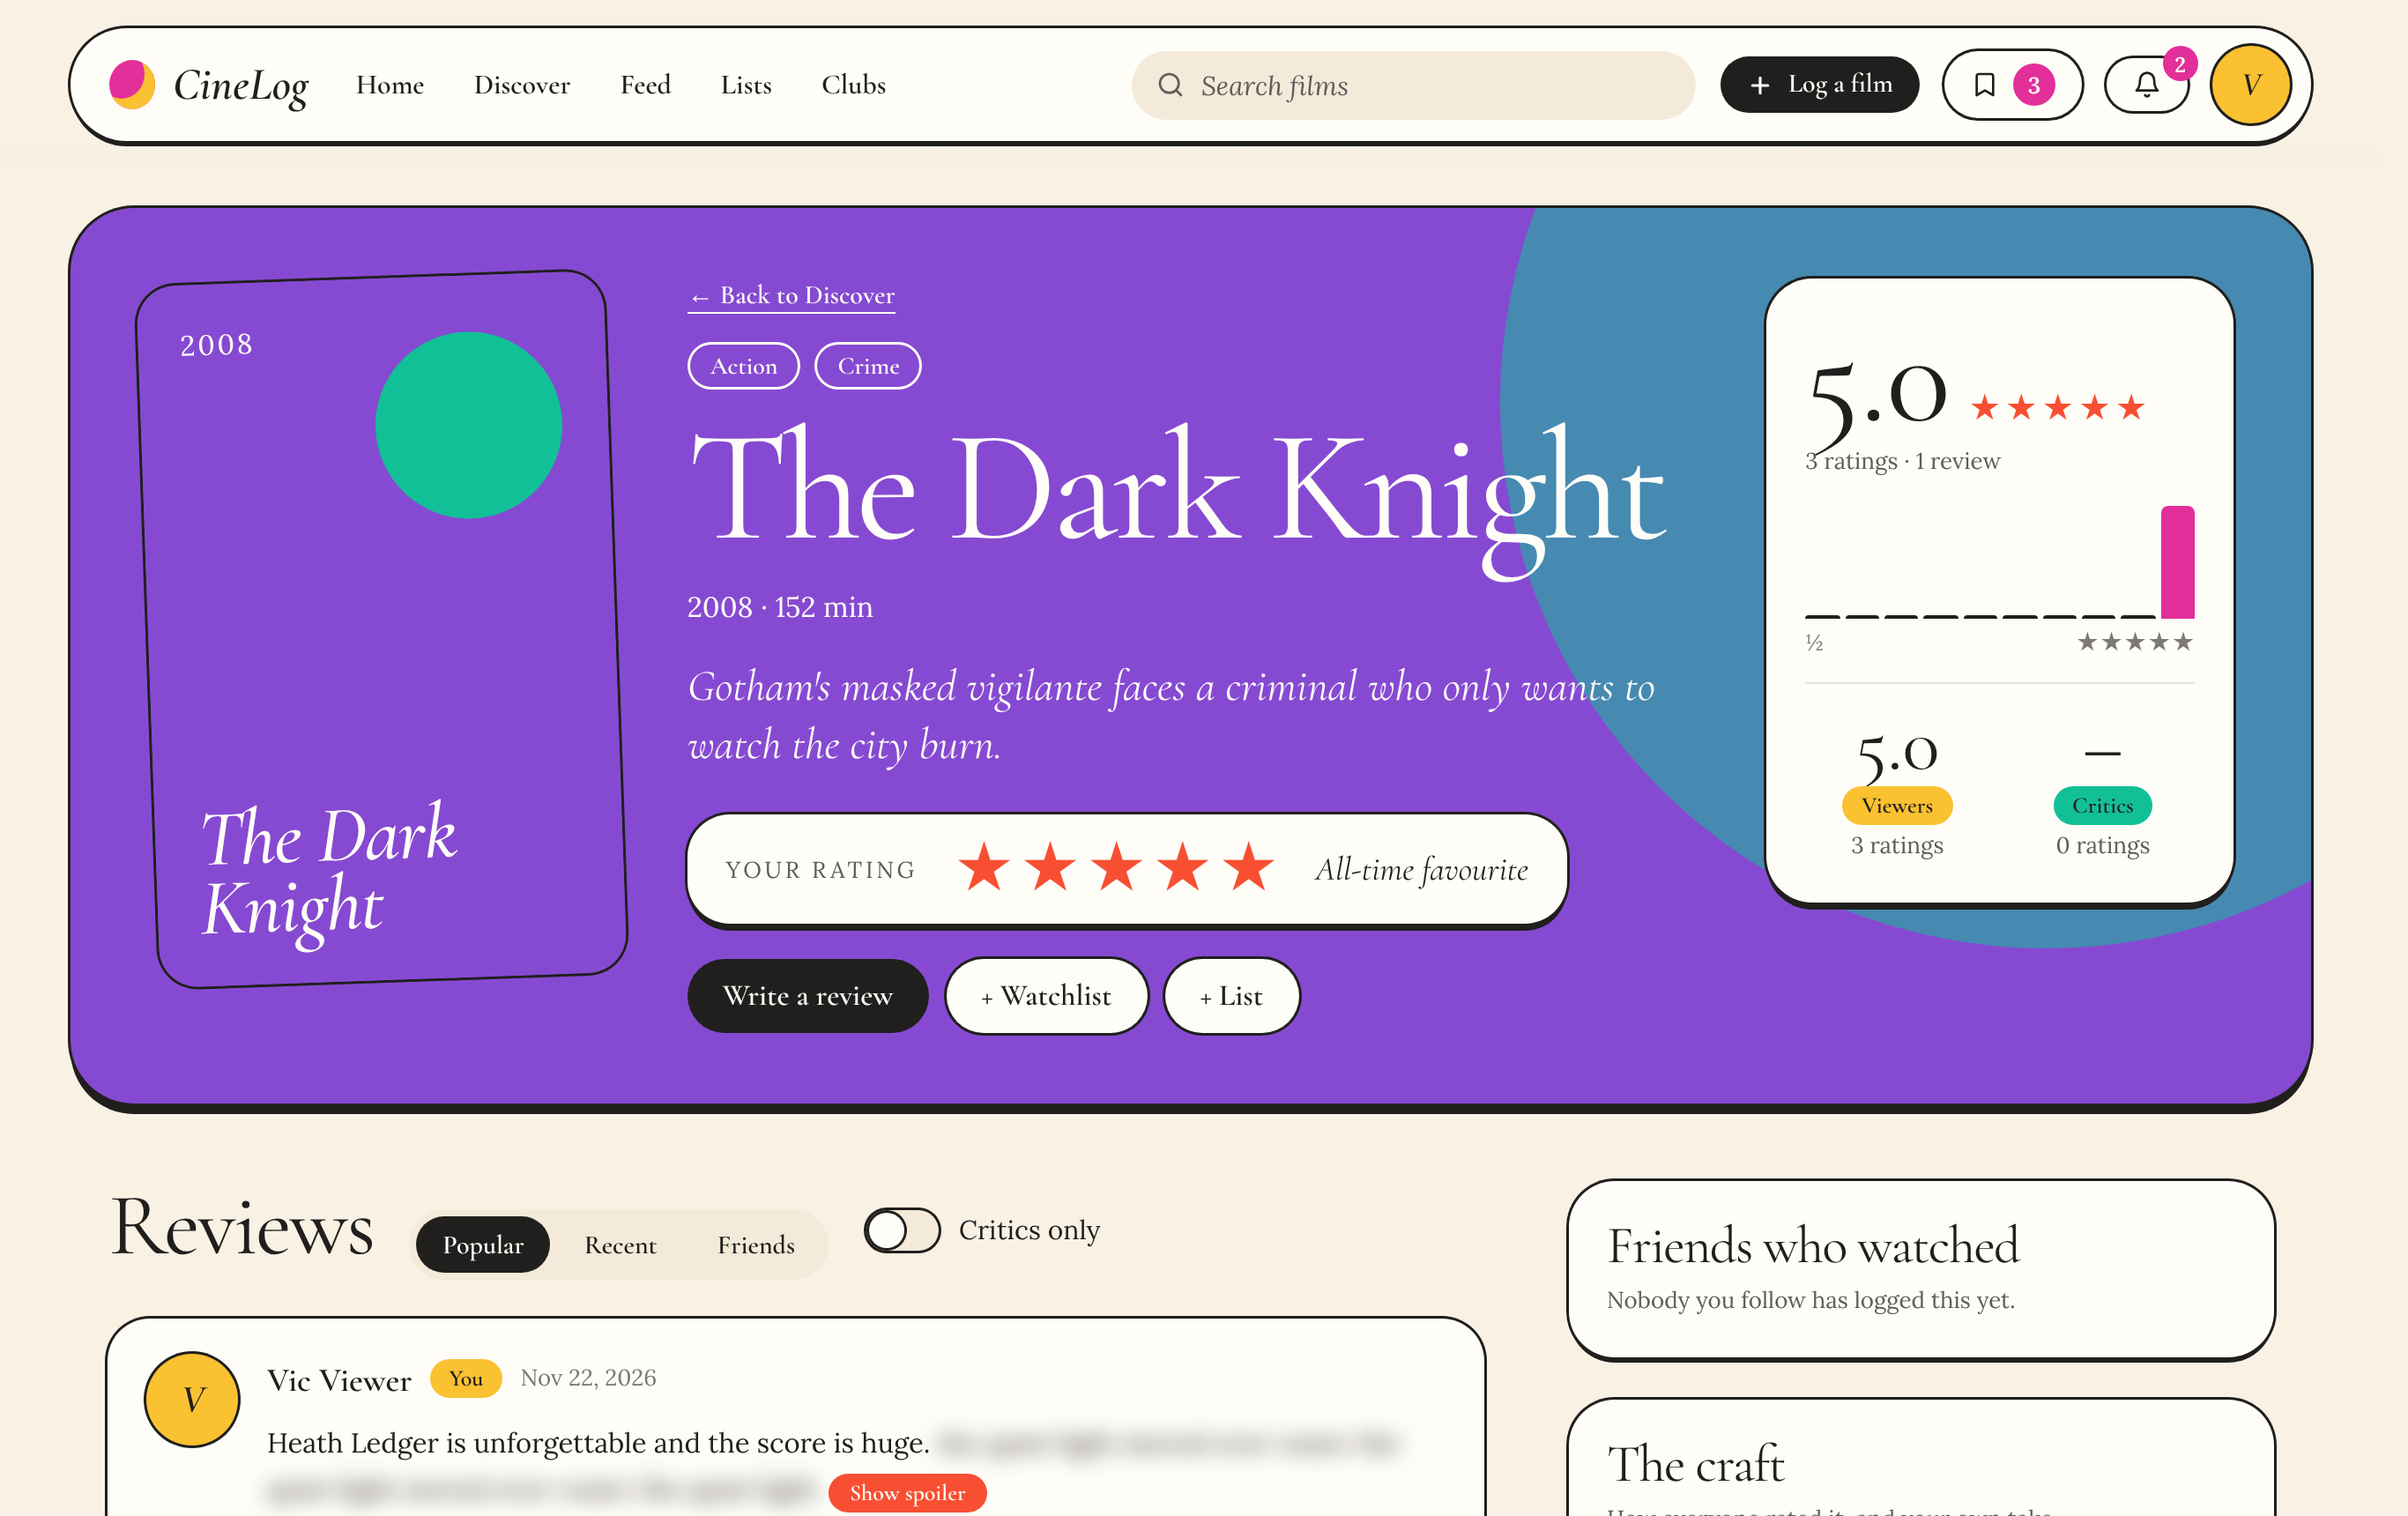 CineLog
Home
Discover
Feed
Lists
Clubs
Search films
+ Log a film
3
2
V
2008
The Dark
Knight
← Back to Discover
Action
Crime
The Dark Knight
2008 · 152 min
Gotham's masked vigilante faces a criminal who only wants to
watch the city burn.
YOUR RATING ★★★★★ All-time favourite
Write a review
+ Watchlist
+ List
5.0 ★★★★★
3 ratings · 1 review
½ ★★★★★
5.0
Viewers
3 ratings
–
Critics
0 ratings
Reviews
Popular
Recent
Friends
Critics only
V
Vic Viewer
You
Nov 22, 2026
Heath Ledger is unforgettable and the score is huge.
Show spoiler
Friends who watched
Nobody you follow has logged this yet.
The craft